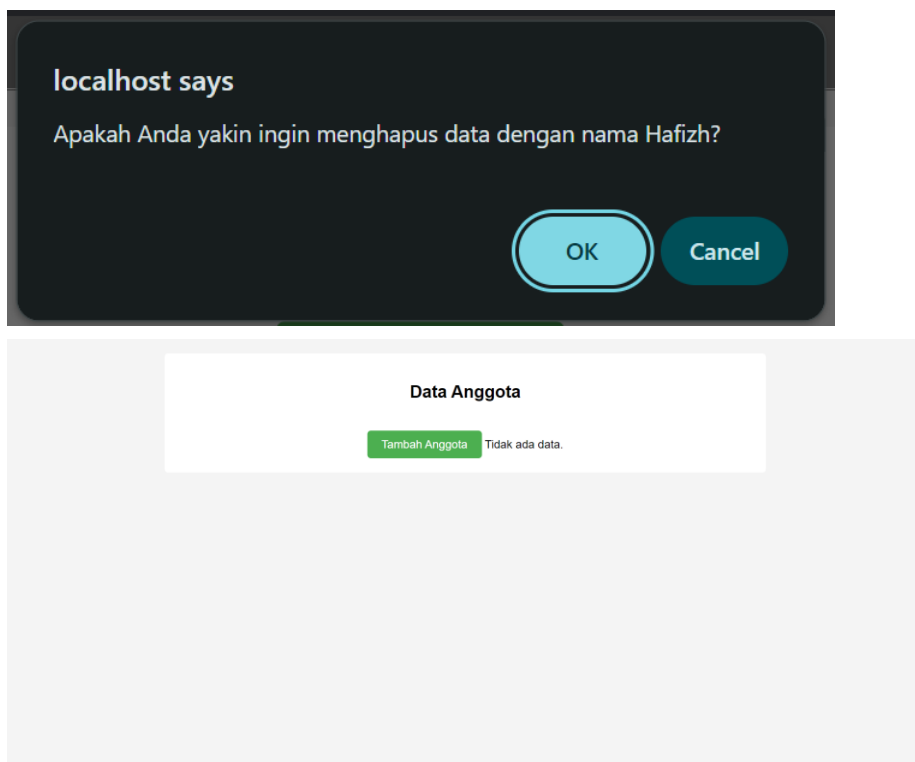 localhost says
Apakah Anda yakin ingin menghapus data dengan nama Hafizh?
OK Cancel
Data Anggota
Tambah Anggota Tidak ada data.